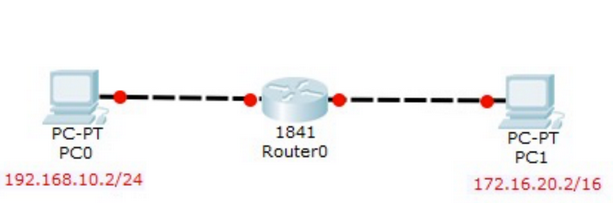 PC-PT
PC0
192.168.10.2/24
1841
Router0
PC-PT
PC1
172.16.20.2/16